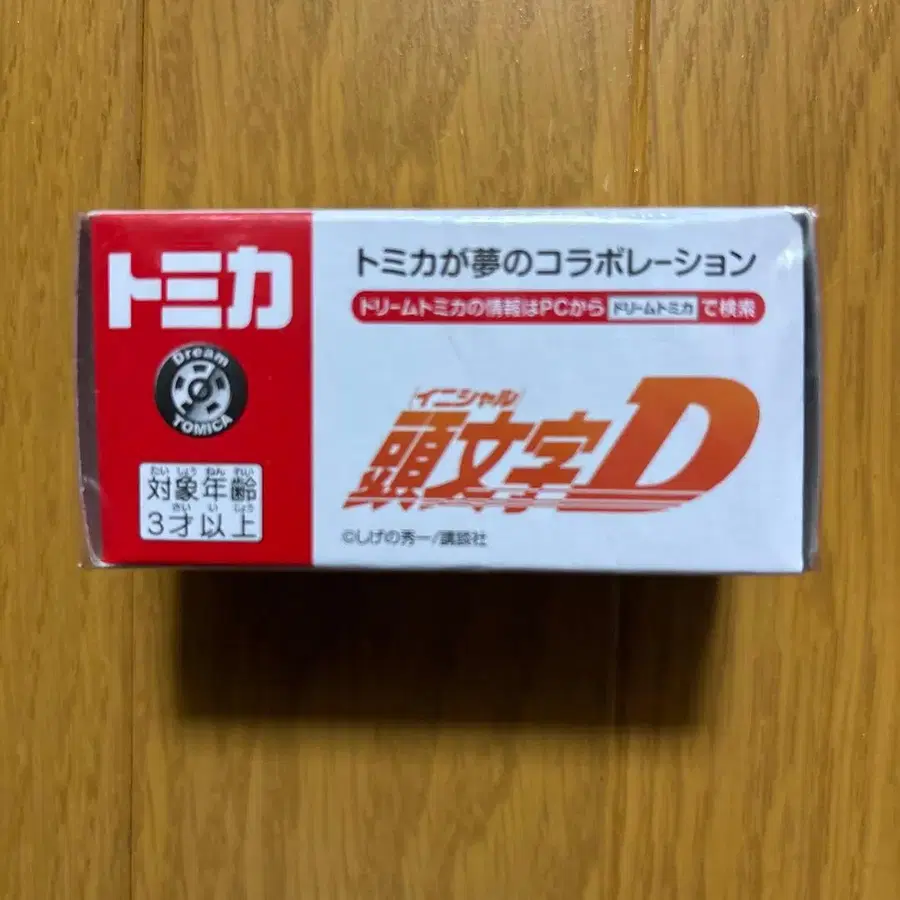 トミカ
Dream
TOMICA
たいしょうねんれい
対象年齢
さいいじょう
3才以上
トミカが夢のコラボレーション
ドリームトミカの情報はPCから ドリームトミカ で検索
イニシャル
頭文字D
©しげの秀一/講談社